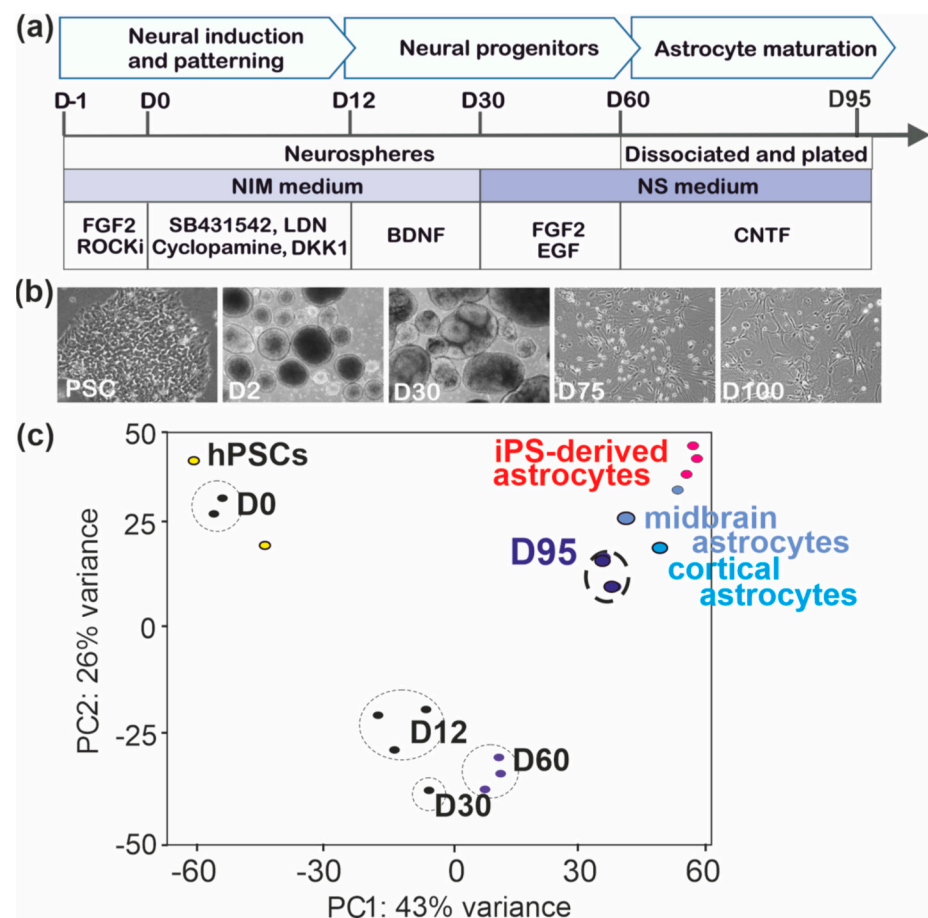 (a)
Neural induction
and patterning
Neural progenitors
Astrocyte maturation
D-1
D0
D12
D30
D60
D95
Neurospheres
Dissociated and plated
NIM medium
NS medium
FGF2
ROCKi
SB431542, LDN
Cyclopamine, DKK1
BDNF
FGF2
EGF
CNTF
(b)
PSC
D2
D30
D75
D100
(c)
50
25
0
-25
-50
PC2: 26% variance
hPSCs
D0
iPS-derived
astrocytes
midbrain
astrocytes
D95
cortical
astrocytes
D12
D60
D30
-60
-30
0
30
60
PC1: 43% variance